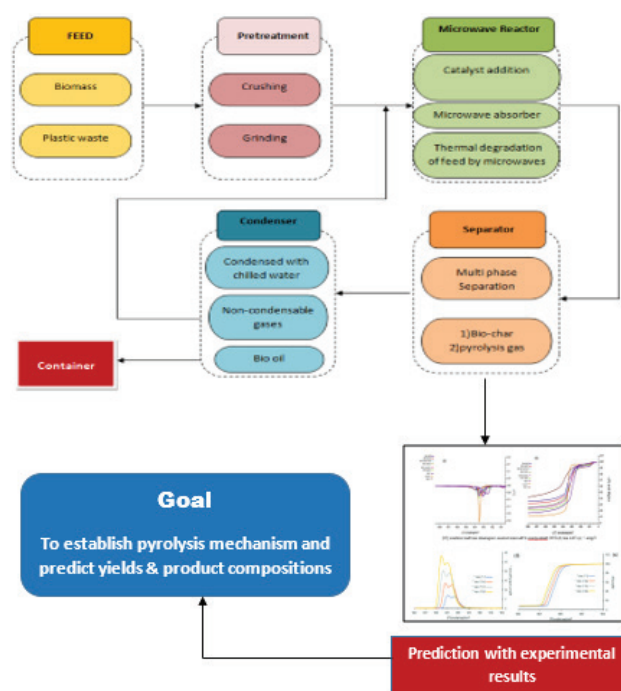 FEED
Biomass
Plastic waste
Pretreatment
Crushing
Grinding
Microwave Reactor
Catalyst addition
Microwave absorber
Thermal degradation
of feed by microwaves
Condenser
Condensed with
chilled water
Non-condensable
gases
Bio oil
Separator
Multi phase
Separation
1)Bio-char
2)pyrolysis gas
Container
Goal
To establish pyrolysis mechanism and
predict yields & product compositions
Prediction with experimental
results